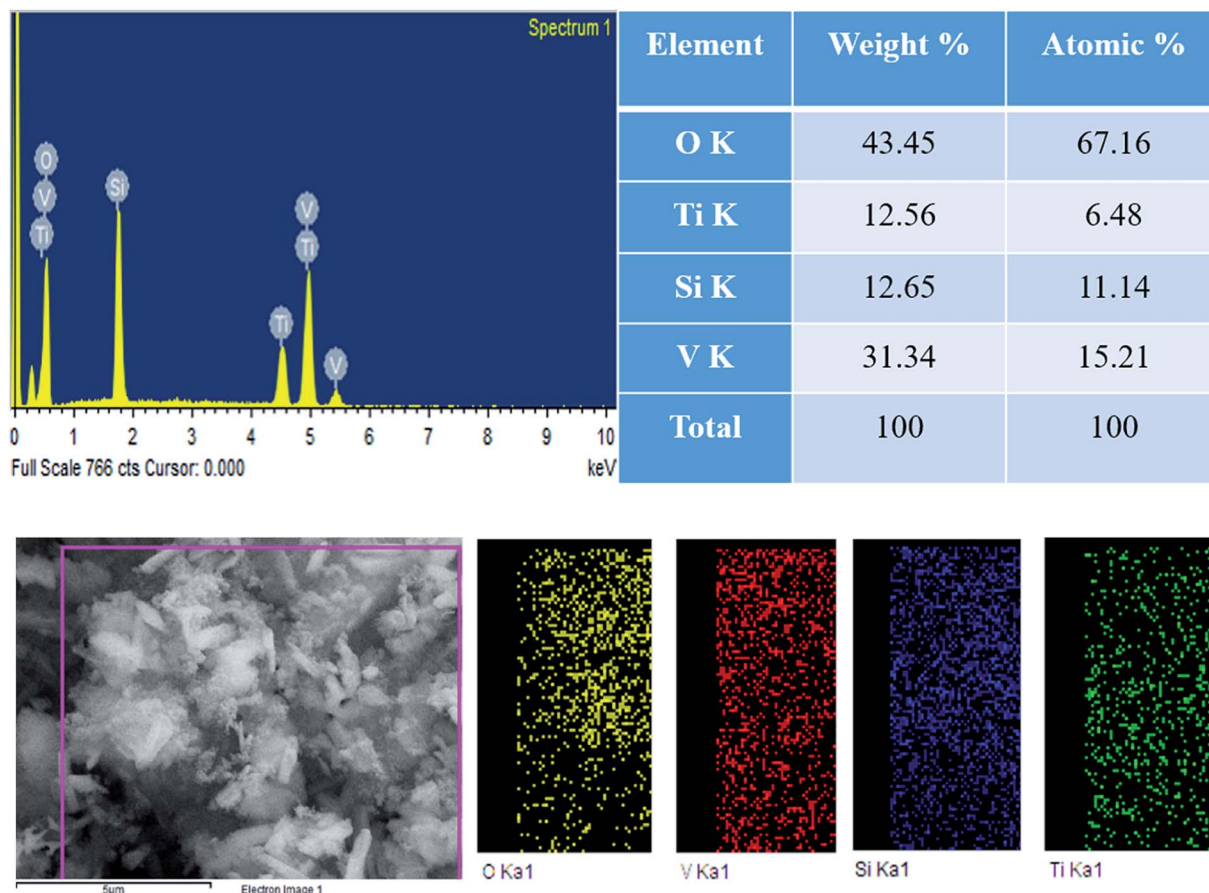 Spectrum 1
O
V
Ti
Si
V
Ti
Ti
V
0 1 2 3 4 5 6 7 8 9 10
Full Scale 766 cts Cursor: 0.000 keV
Element Weight % Atomic %
O K 43.45 67.16
Ti K 12.56 6.48
Si K 12.65 11.14
V K 31.34 15.21
Total 100 100
5um Electron Image 1
O Ka1 V Ka1 Si Ka1 Ti Ka1